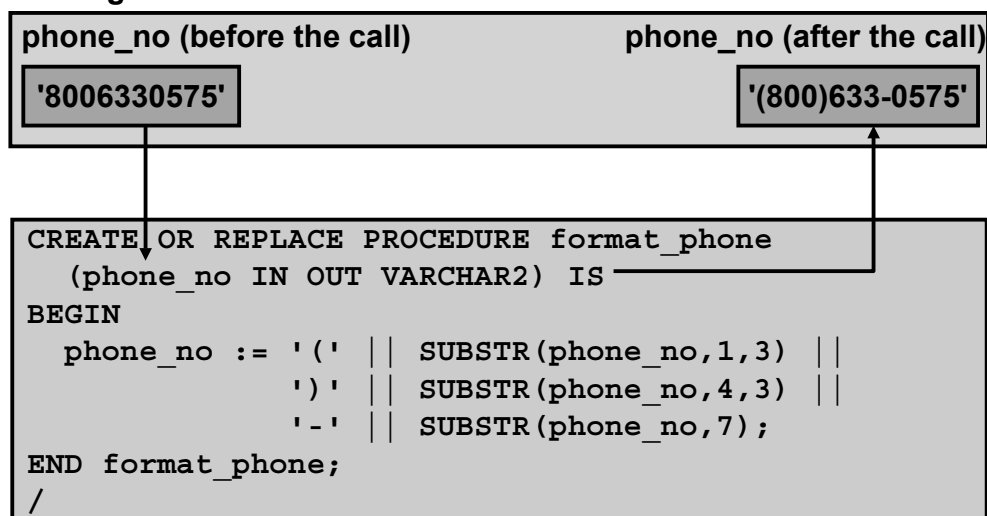 phone_no (before the call) phone_no (after the call)
'8006330575' '(800)633-0575'
CREATE OR REPLACE PROCEDURE format_phone
(phone_no IN OUT VARCHAR2) IS
BEGIN
phone_no := '(' || SUBSTR(phone_no,1,3) ||
')' || SUBSTR(phone_no,4,3) ||
'-' || SUBSTR(phone_no,7);
END format_phone;
/